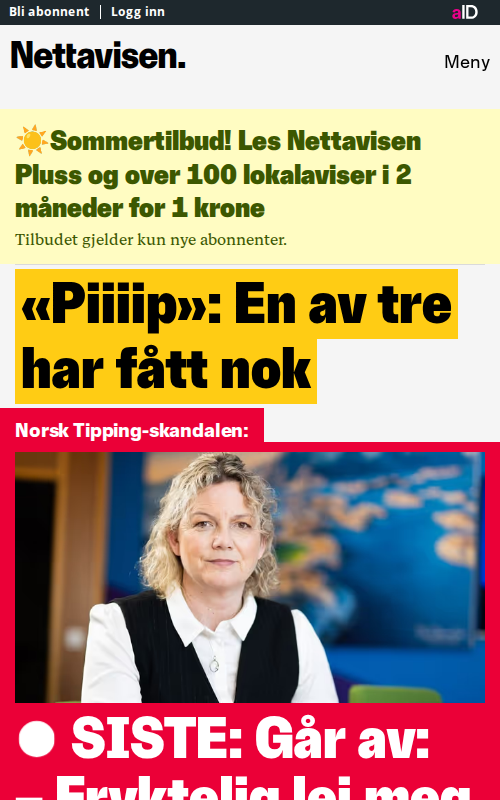 Bli abonnent | Logg inn
aID
Nettavisen.
Meny
☀️Sommertilbud! Les Nettavisen
Pluss og over 100 lokalaviser i 2
måneder for 1 krone
Tilbudet gjelder kun nye abonnenter.
«Piiiip»: En av tre
har fått nok
Norsk Tipping-skandalen:
● SISTE: Går av:
– Fryktelig lei meg